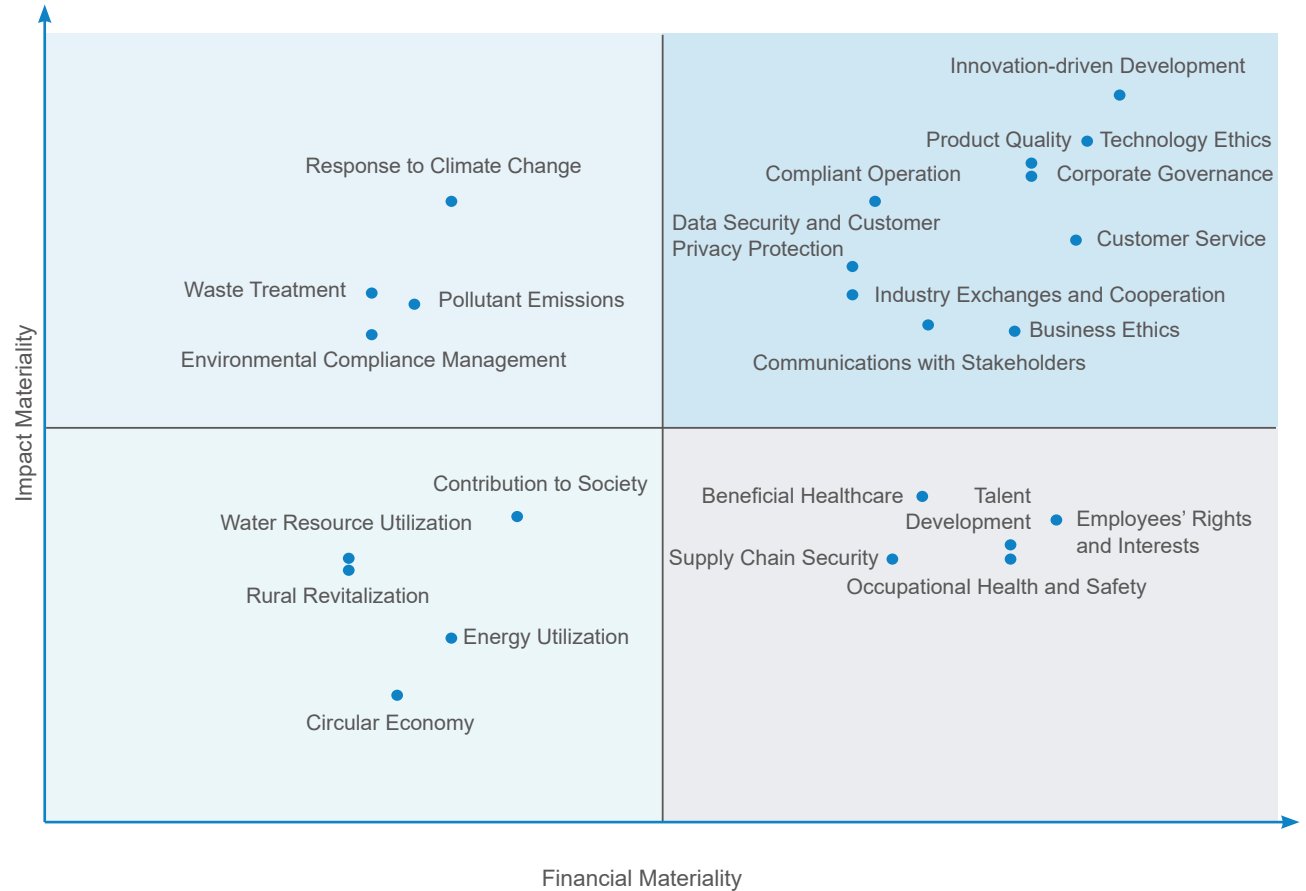 Innovation-driven Development
Product Quality
Technology Ethics
Response to Climate Change
Compliant Operation
Corporate Governance
Data Security and Customer
Privacy Protection
Customer Service
Waste Treatment
Pollutant Emissions
Industry Exchanges and Cooperation
Business Ethics
Environmental Compliance Management
Communications with Stakeholders
Impact Materiality
Contribution to Society
Water Resource Utilization
Rural Revitalization
Energy Utilization
Circular Economy
Beneficial Healthcare
Talent
Development
Employees’ Rights
and Interests
Supply Chain Security
Occupational Health and Safety
Financial Materiality